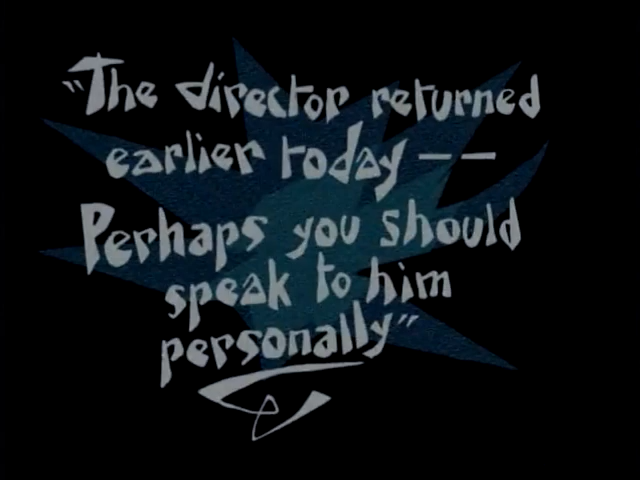 "The director returned
earlier today — —
Perhaps you should
speak to him
personally"